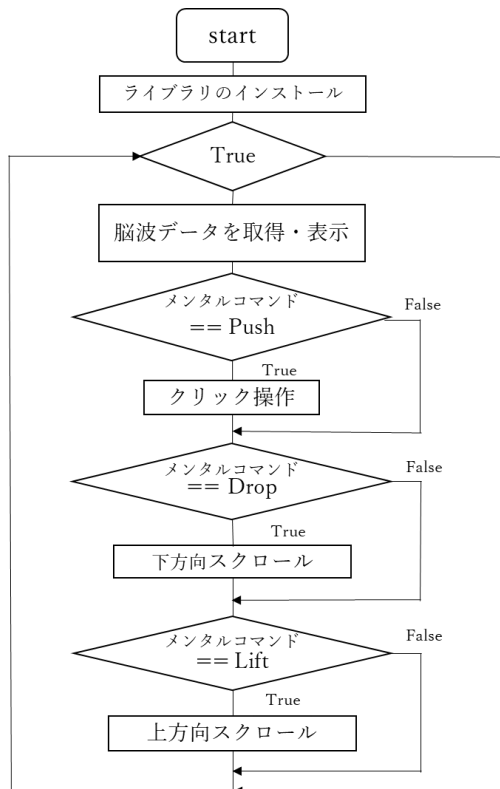 start
ライブラリのインストール
True
脳波データを取得・表示
メンタルコマンド
== Push
False
True
クリック操作
メンタルコマンド
== Drop
False
True
下方向スクロール
メンタルコマンド
== Lift
False
True
上方向スクロール